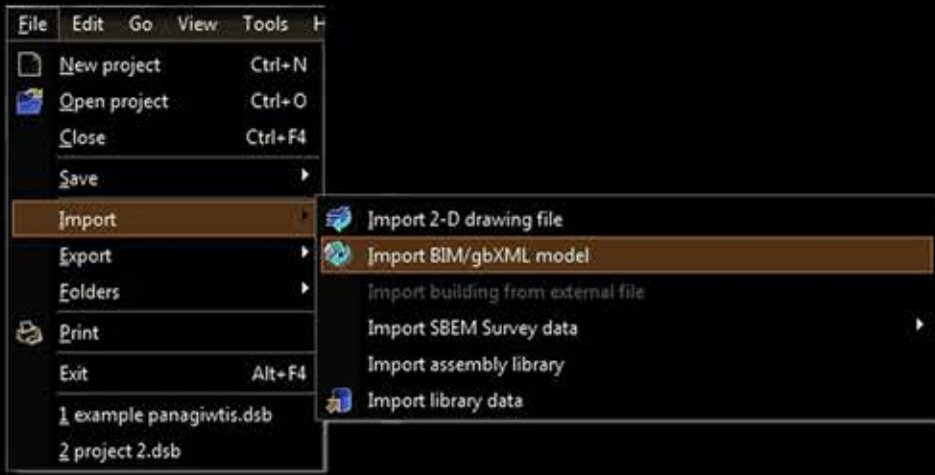 File Edit Go View Tools H
New project Ctrl+N
Open project Ctrl+O
Close Ctrl+F4
Save
Import
Export
Folders
Print
Exit Alt+F4
1 example panagiwtis.dsb
2 project 2.dsb
Import 2-D drawing file
Import BIM/gbXML model
Import building from external file
Import SBEM Survey data
Import assembly library
Import library data